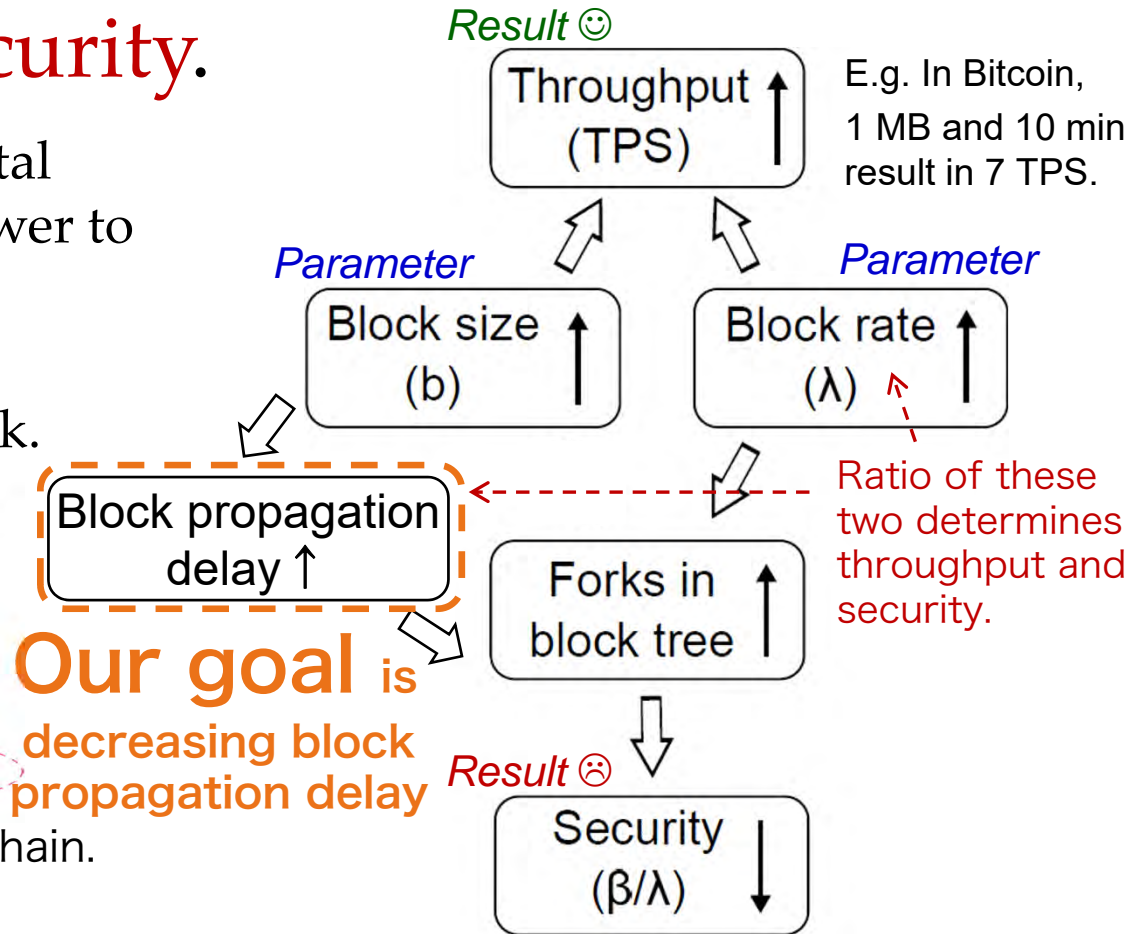 curity.
Result ☺
Throughput ↑
(TPS)
E.g. In Bitcoin,
1 MB and 10 min
result in 7 TPS.
tal
wer to
Parameter
Parameter
Block size ↑
(b)
Block rate ↑
(λ)
k.
Block propagation
delay ↑
Ratio of these
two determines
throughput and
security.
Forks in ↑
block tree
Our goal is
decreasing block
propagation delay
hain.
Result ☹
Security ↓
(β/λ)